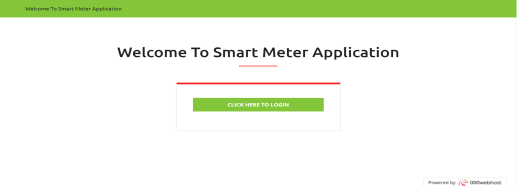 Welcome To Smart Meter Application
Welcome To Smart Meter Application
CLICK HERE TO LOGIN
Powered by 000webhost